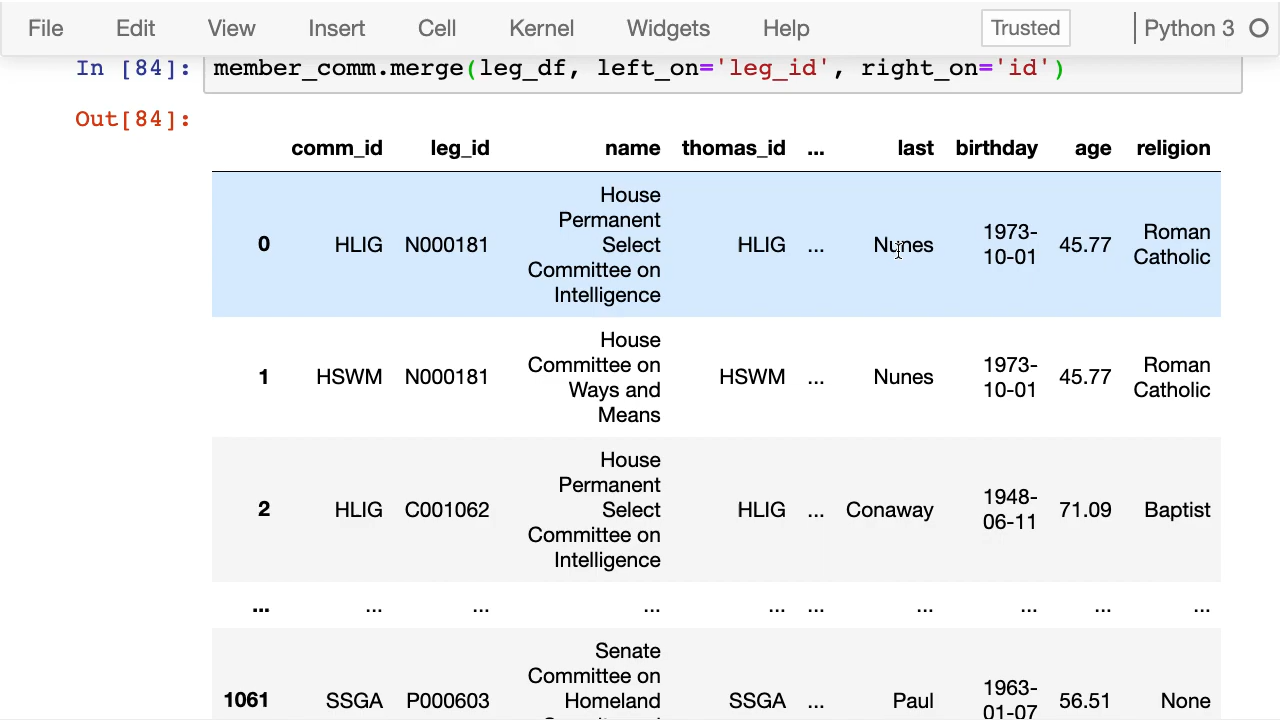 File Edit View Insert Cell Kernel Widgets Help Trusted Python 3
In [84]: member_comm.merge(leg_df, left_on='leg_id', right_on='id')
Out[84]:
comm_id leg_id name thomas_id ... last birthday age religion
0 HLIG N000181 House Permanent Select Committee on Intelligence HLIG ... Nunes 1973-10-01 45.77 Roman Catholic
1 HSWM N000181 House Committee on Ways and Means HSWM ... Nunes 1973-10-01 45.77 Roman Catholic
2 HLIG C001062 House Permanent Select Committee on Intelligence HLIG ... Conaway 1948-06-11 71.09 Baptist
... ... ... ... ... ... ... ... ... ...
1061 SSGA P000603 Senate Committee on Homeland SSGA ... Paul 1963-01-07 56.51 None